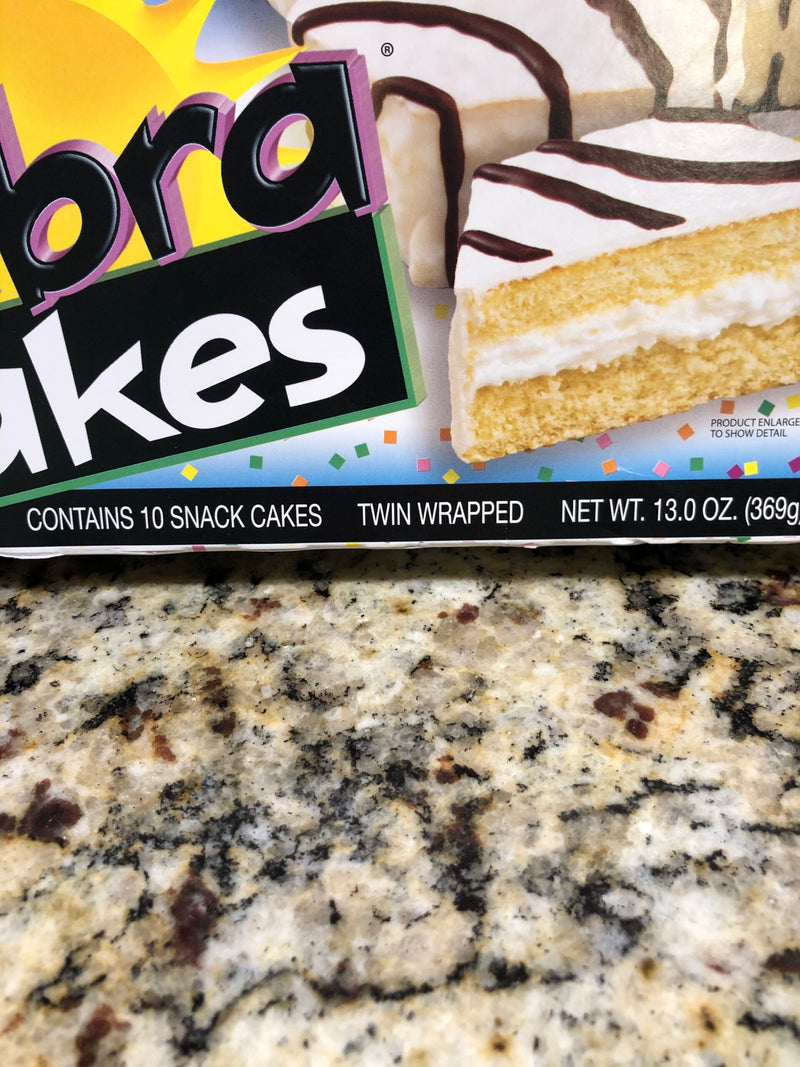 ®
bra
akes
PRODUCT ENLARGE
TO SHOW DETAIL
CONTAINS 10 SNACK CAKES TWIN WRAPPED NET WT. 13.0 OZ. (369g)